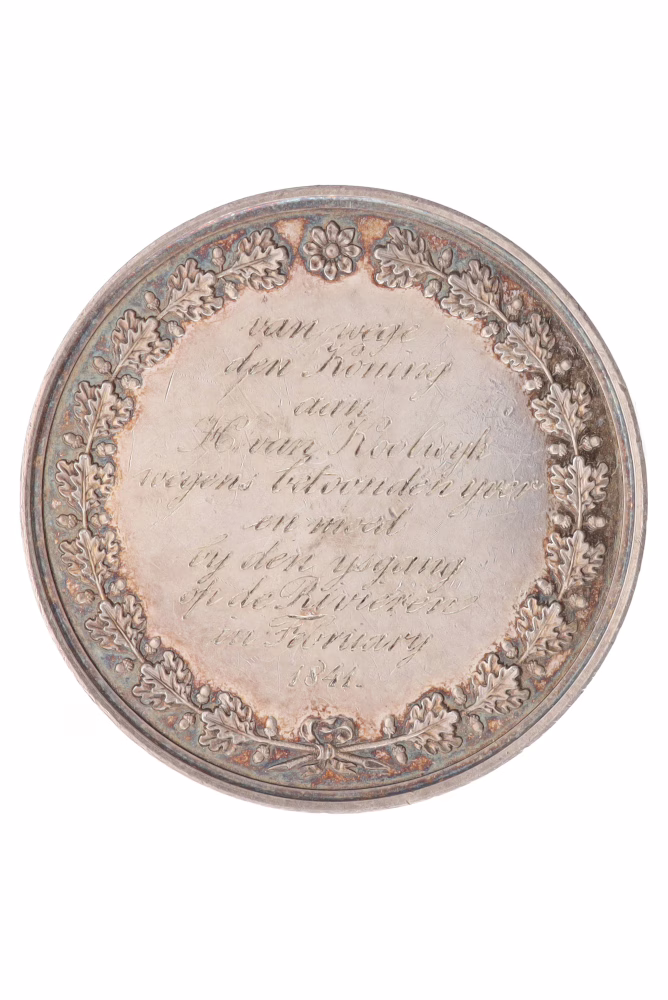 van wege
den Koning
aan
H. van Koolwyk
wegens betoonden yver
en moed
by den ysgang
op de Rivieren
in February
1841.